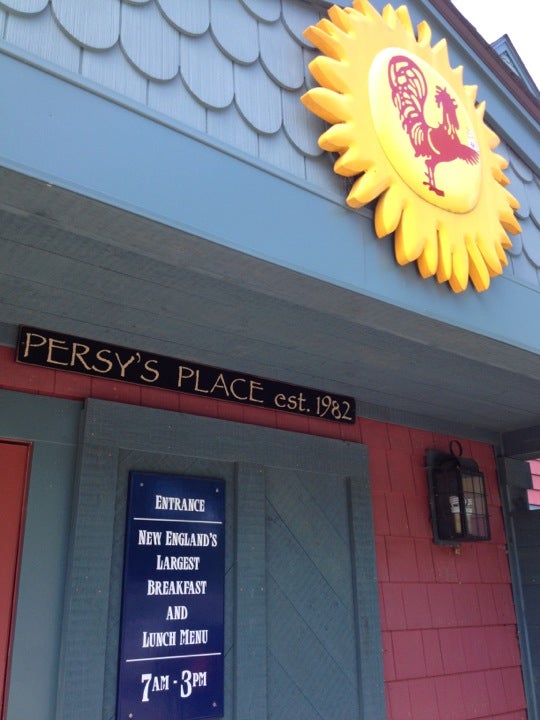 PERSY'S PLACE est. 1982
ENTRANCE
NEW ENGLAND'S
LARGEST
BREAKFAST
AND
LUNCH MENU
7AM - 3PM